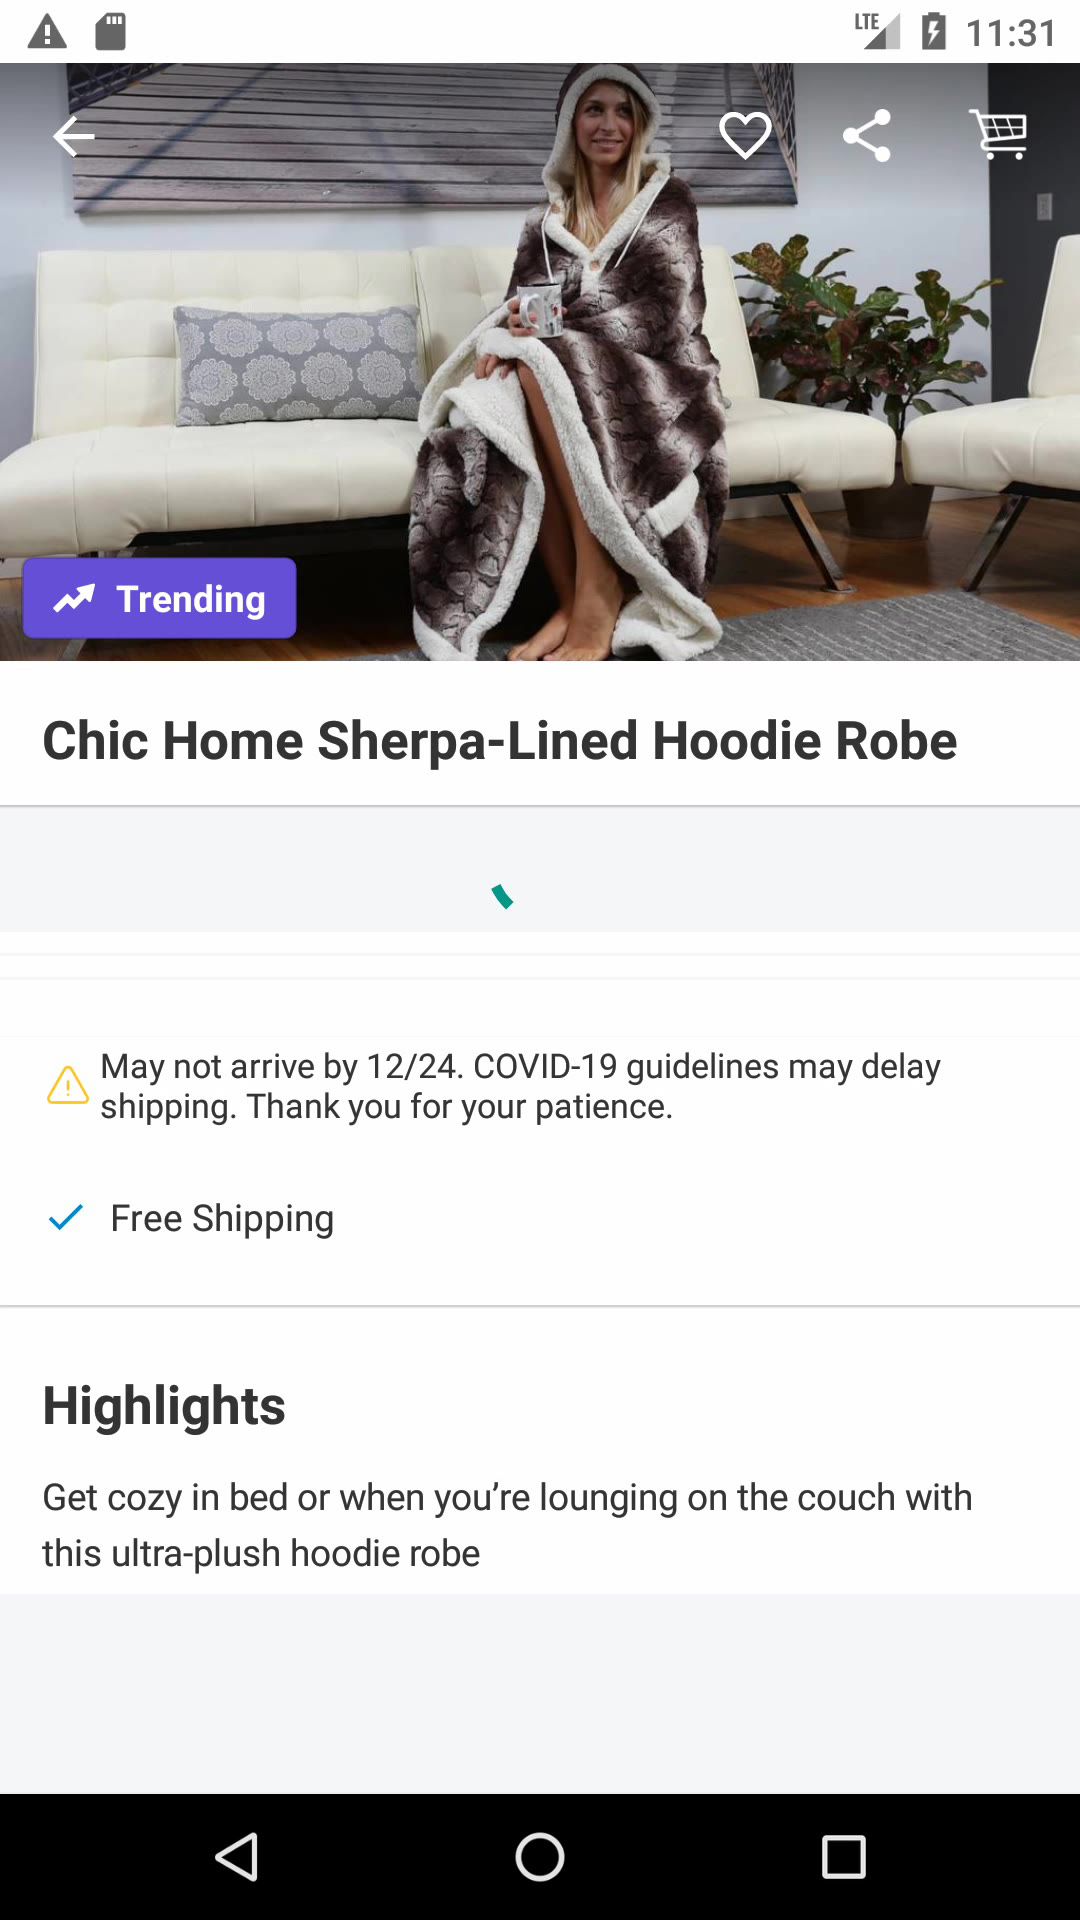 LTE 11:31
Trending
Chic Home Sherpa-Lined Hoodie Robe
May not arrive by 12/24. COVID-19 guidelines may delay
shipping. Thank you for your patience.
Free Shipping
Highlights
Get cozy in bed or when you’re lounging on the couch with
this ultra-plush hoodie robe